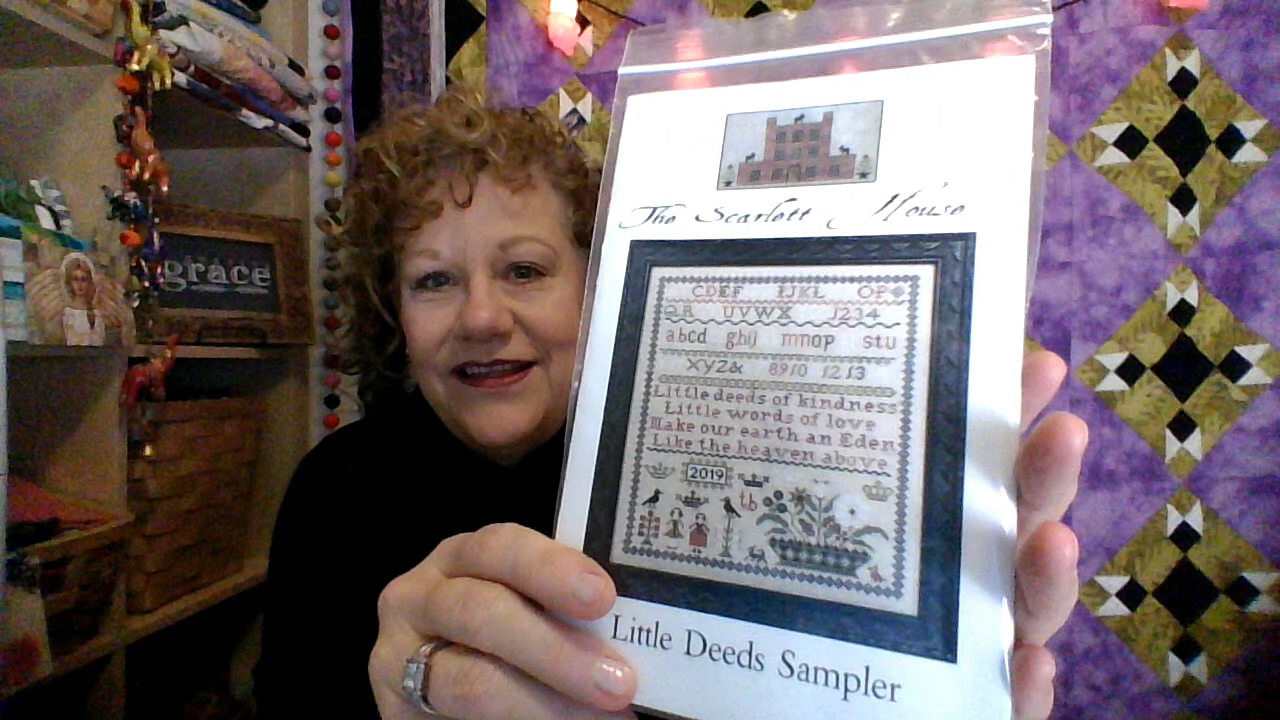 grace
The Scarlett House
CDEF IJKL OP
QR UVWX 1234
abcd ghij mnop stu
xyz& 8910 12 13
Little deeds of kindness
Little words of love
Make our earth an Eden
Like the heaven above
2019
tb
Little Deeds Sampler